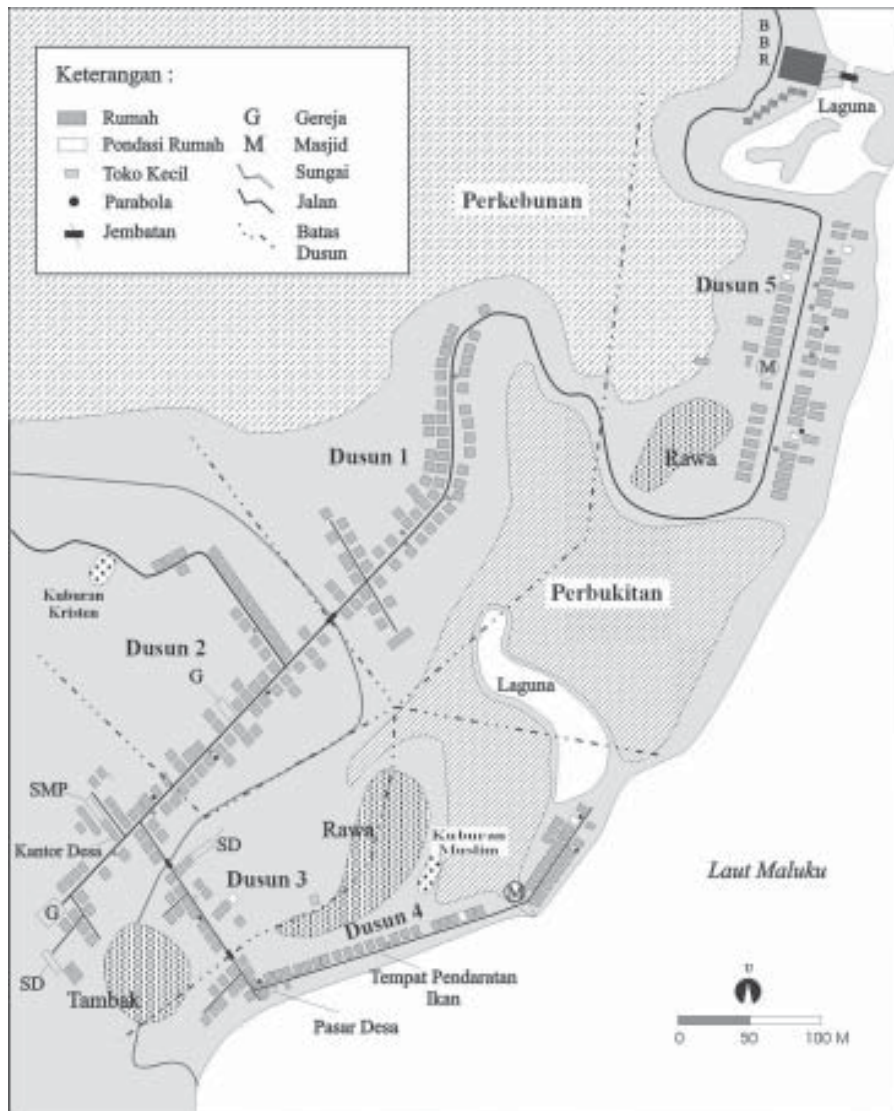 B
B
R
Keterangan :
Rumah
G
Gereja
Pondasi Rumah
M
Masjid
Toko Kecil
Sungai
Parabola
Jalan
Jembatan
Batas
Dusun
Laguna
Perkebunan
Dusun 5
M
Dusun 1
Rawa
Kuburan
Kristen
Perbukitan
Dusun 2
G
Laguna
SMP
Rawa
SD
Kuburan
Muslim
Kantor Desa
Dusun 3
Laut Maluku
M
G
Dusun 4
SD
Tambak
Tempat Pendaratan
Ikan
Pasar Desa
U
0 50 100 M